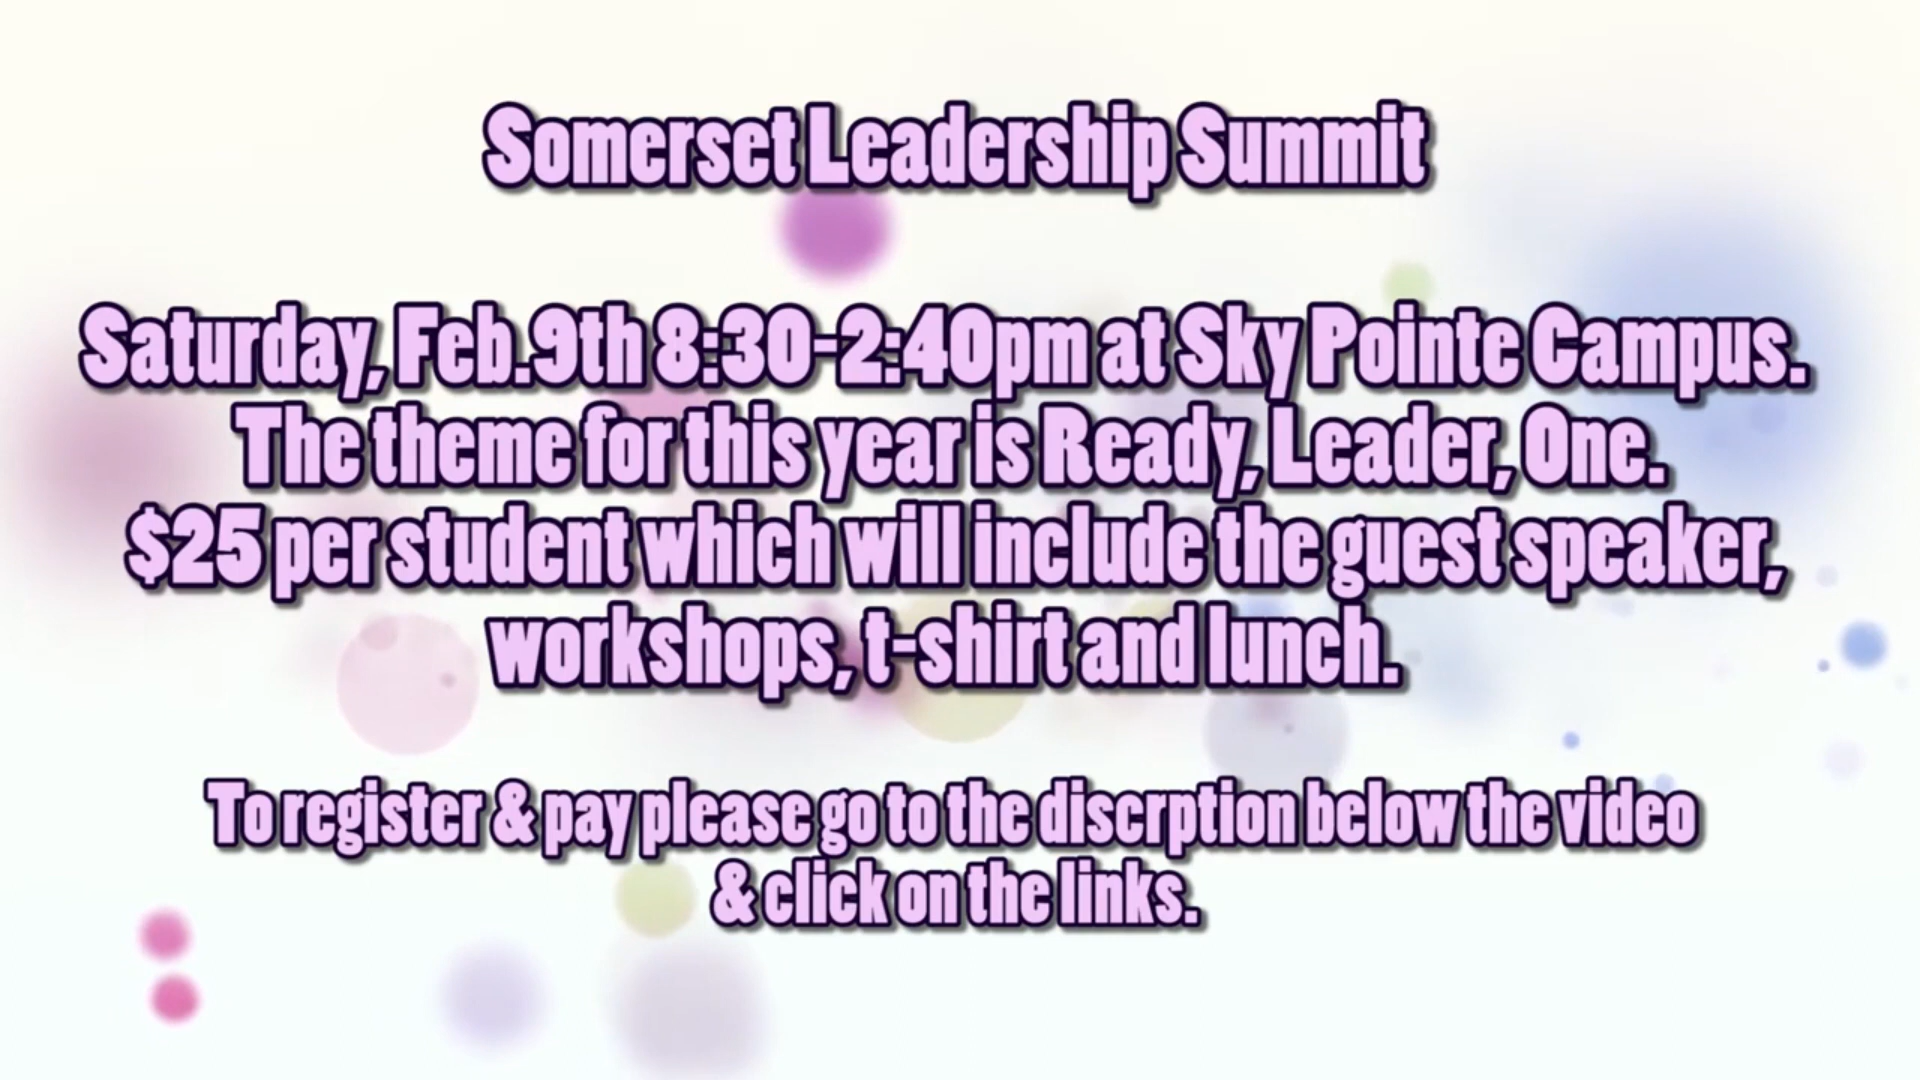 Somerset Leadership Summit
Saturday, Feb.9th 8:30-2:40pm at Sky Pointe Campus.
The theme for this year is Ready, Leader, One.
$25 per student which will include the guest speaker,
workshops, t-shirt and lunch.
To register & pay please go to the discrption below the video
& click on the links.